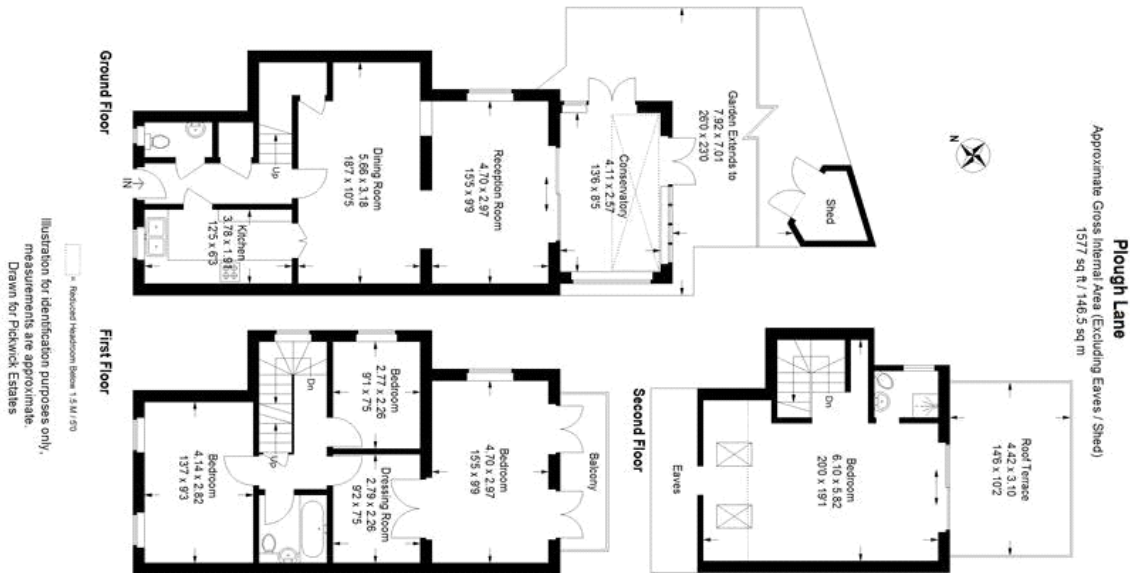 Plough Lane
Approximate Gross Internal Area (Excluding Eaves / Shed)
1577 sq ft / 146.5 sq m
N
Shed
Garden Extends to
7.92 x 7.01
26'0 x 23'0
Conservatory
4.11 x 2.57
13'6 x 8'5
Reception Room
4.70 x 2.97
15'5 x 9'9
Dining Room
5.66 x 3.18
18'7 x 10'5
Up
Kitchen
3.78 x 1.91
12'5 x 6'3
IN
Ground Floor
Balcony
Bedroom
4.70 x 2.97
15'5 x 9'9
Bedroom
2.77 x 2.26
9'1 x 7'5
Dressing Room
2.79 x 2.26
9'2 x 7'5
Dn
Up
Bedroom
4.14 x 2.82
13'7 x 9'3
First Floor
Roof Terrace
4.42 x 3.10
14'6 x 10'2
Bedroom
6.10 x 5.82
20'0 x 19'1
Dn
Eaves
Second Floor
= Reduced Headroom Below 1.5 M / 5'0
Illustration for identification purposes only,
measurements are approximate.
Drawn for Pickwick Estates